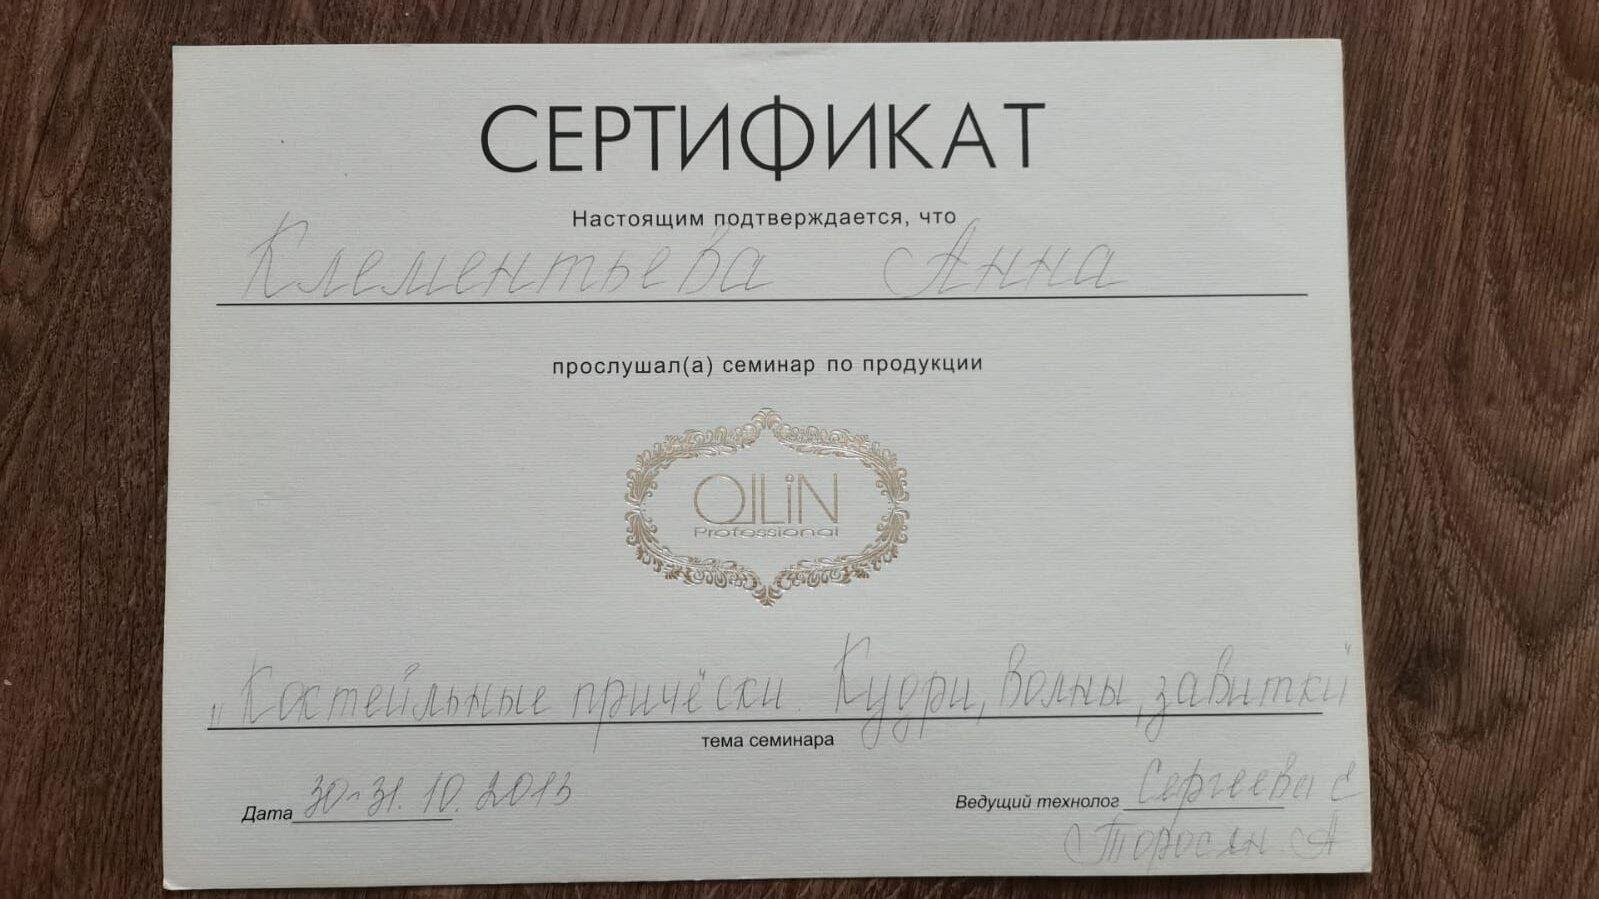 СЕРТИФИКАТ
Настоящим подтверждается, что
Клементьева Анна
прослушал(а) семинар по продукции
OLLiN
Professional
"Коктейльные причёски. Кудри, волны, завитки"
тема семинара
Дата 30-31.10.2013
Ведущий технолог Сергеева Е
Торосян. А